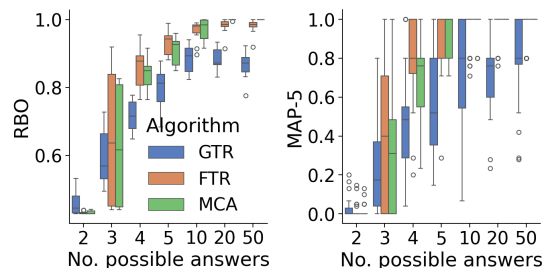 RBO
1.0
0.8
0.6
Algorithm
GTR
FTR
MCA
2 3 4 5 10 20 50
No. possible answers
MAP-5
1.0
0.8
0.6
0.4
0.2
0.0
2 3 4 5 10 20 50
No. possible answers